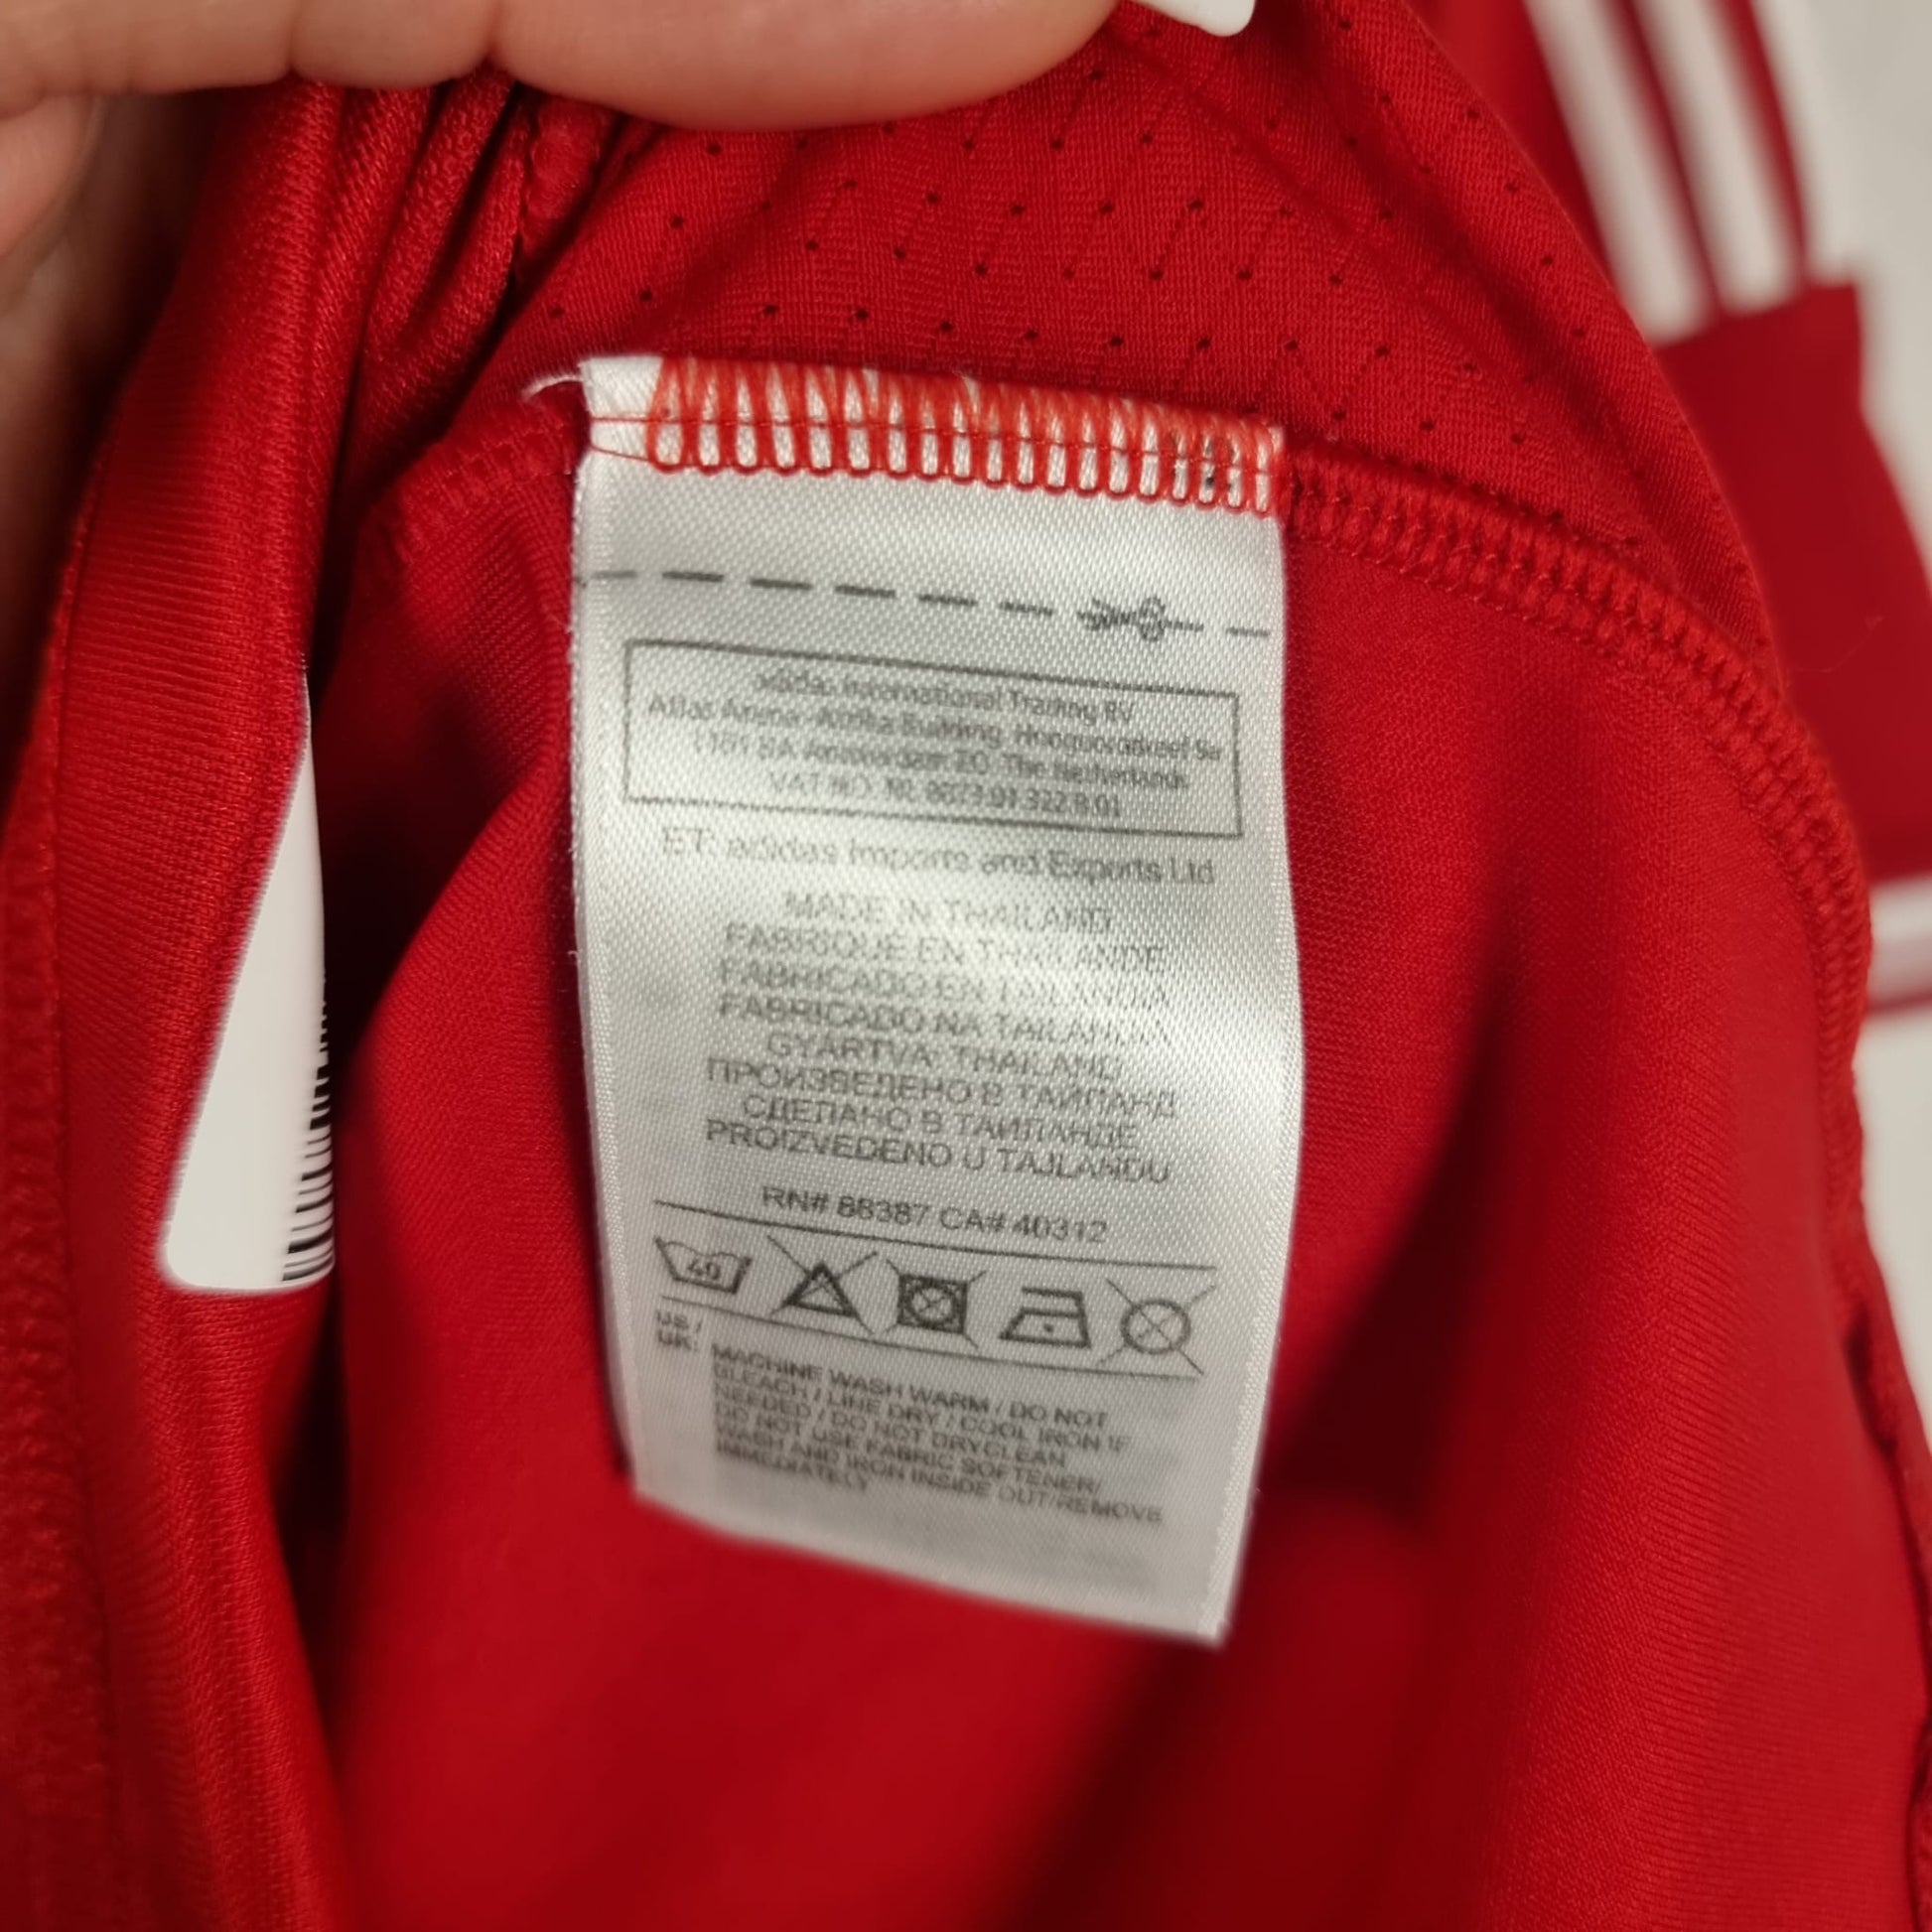 adidas International Trading BV
Atlas Arena-Afrika Building, Hoogoorddreef 9a
1101 BA Amsterdam ZO, The Netherlands
VAT NO. NL 8073.01.322.B.01
ET: adidas Imports and Exports Ltd
MADE IN THAILAND
FABRIQUE EN THAILANDE
FABRICADO EN TAILANDIA
FABRICADO NA TAILANDIA
GYÁRTVA: THAILAND
ПРОИЗВЕДЕНО В ТАЙЛАНД
СДЕЛАНО В ТАИЛАНДЕ
PROIZVEDENO U TAJLANDU
RN# 88387 CA# 40312
40
US/
UK:
MACHINE WASH WARM / DO NOT
BLEACH / LINE DRY / COOL IRON IF
NEEDED / DO NOT DRYCLEAN
DO NOT USE FABRIC SOFTENER/
WASH AND IRON INSIDE OUT/REMOVE
IMMEDIATELY